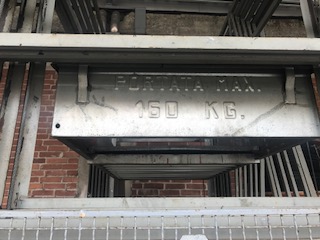 PORTATA MAX.
160 KG.